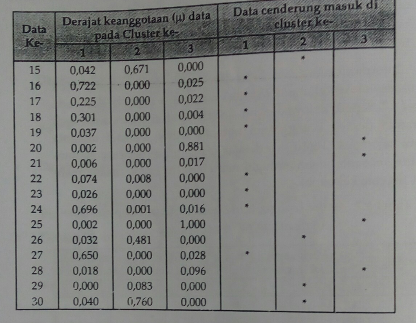 Data Ke- Derajat keanggotaan (μ) data pada Cluster ke- Data cenderung masuk di cluster ke-
1 2 3 1 2 3
15 0,042 0,671 0,000 *
16 0,722 0,000 0,025 *
17 0,225 0,000 0,022 *
18 0,301 0,000 0,004 *
19 0,037 0,000 0,000 *
20 0,002 0,000 0,881 *
21 0,006 0,000 0,017 *
22 0,074 0,008 0,000 *
23 0,026 0,000 0,000 *
24 0,696 0,001 0,016 *
25 0,002 0,000 1,000 *
26 0,032 0,481 0,000 *
27 0,650 0,000 0,028 *
28 0,018 0,000 0,096 *
29 0,000 0,083 0,000 *
30 0,040 0,760 0,000 *